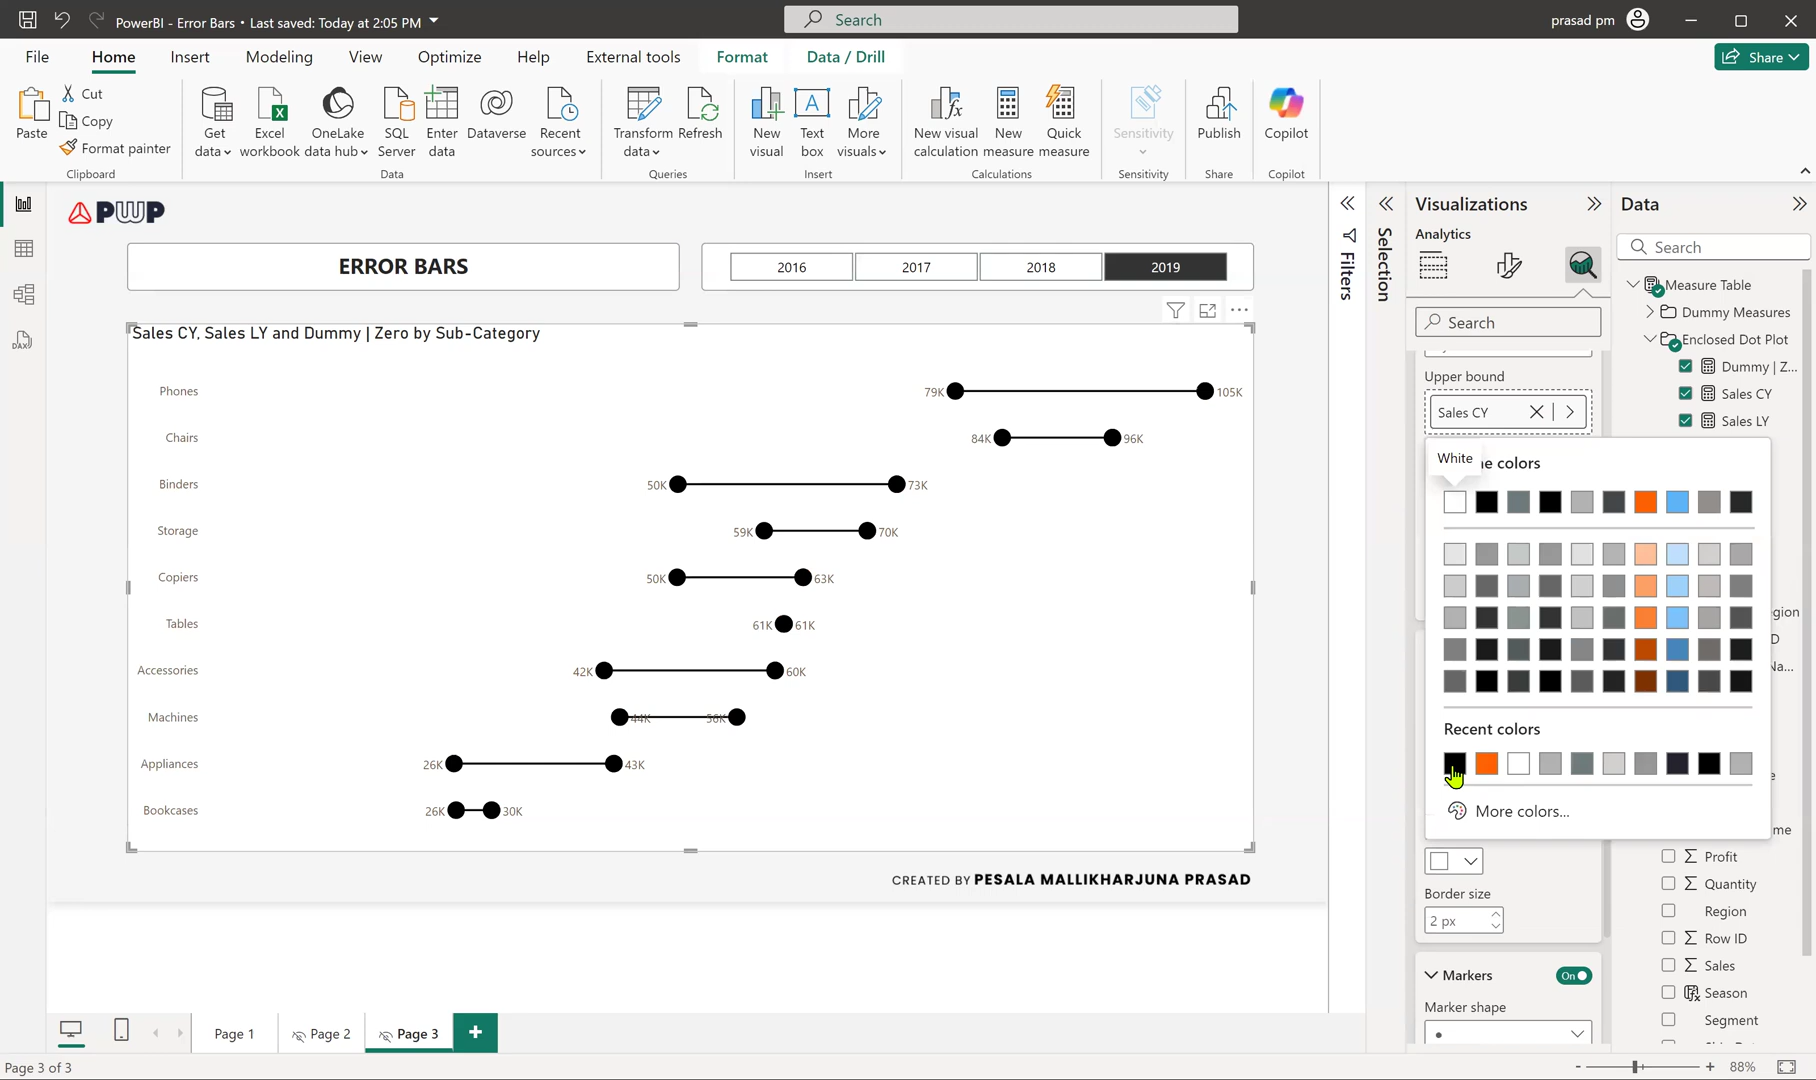 PowerBI - Error Bars • Last saved: Today at 2:05 PM
Search
prasad pm
File
Home
Insert
Modeling
View
Optimize
Help
External tools
Format
Data / Drill
Share
Paste
Cut
Copy
Format painter
Clipboard
Get data
Excel workbook
OneLake data hub
SQL Server
Enter data
Dataverse
Recent sources
Data
Transform data
Refresh
Queries
New visual
Text box
More visuals
Insert
New visual calculation
New measure
Quick measure
Calculations
Sensitivity
Sensitivity
Publish
Share
Copilot
Copilot
PWP
ERROR BARS
2016
2017
2018
2019
Sales CY, Sales LY and Dummy | Zero by Sub-Category
Phones
79K
105K
Chairs
84K
96K
Binders
50K
73K
Storage
59K
70K
Copiers
50K
63K
Tables
61K
61K
Accessories
42K
60K
Machines
44K
56K
Appliances
26K
43K
Bookcases
26K
30K
CREATED BY PESALA MALLIKHARJUNA PRASAD
Filters
Selection
Visualizations
Analytics
Search
Upper bound
Sales CY
White
e colors
Recent colors
More colors...
Border size
2 px
Markers
On
Marker shape
Data
Search
Measure Table
Dummy Measures
Enclosed Dot Plot
Dummy | Z...
Sales CY
Sales LY
gion
D
Na...
e
me
Profit
Quantity
Region
Row ID
Sales
Season
Segment
DAX
Page 1
Page 2
Page 3
Page 3 of 3
- + 88%